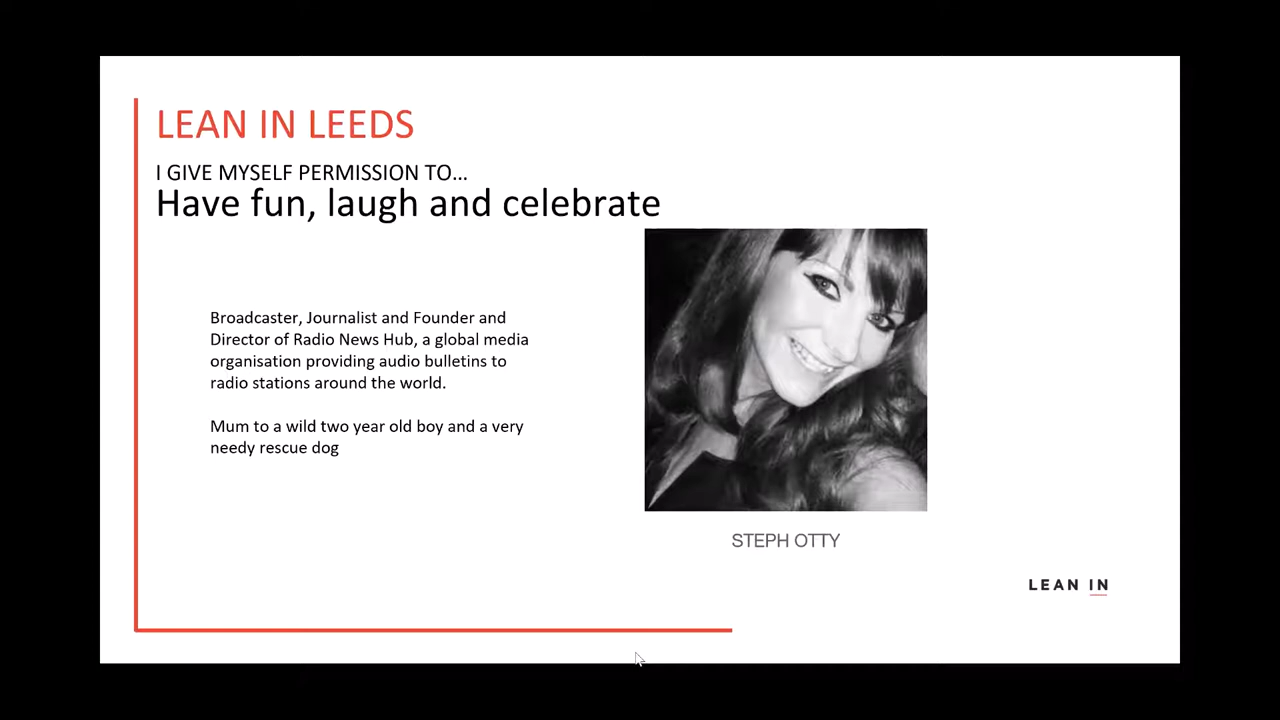 LEAN IN LEEDS
I GIVE MYSELF PERMISSION TO...
Have fun, laugh and celebrate
Broadcaster, Journalist and Founder and
Director of Radio News Hub, a global media
organisation providing audio bulletins to
radio stations around the world.
Mum to a wild two year old boy and a very
needy rescue dog
STEPH OTTY
LEAN IN